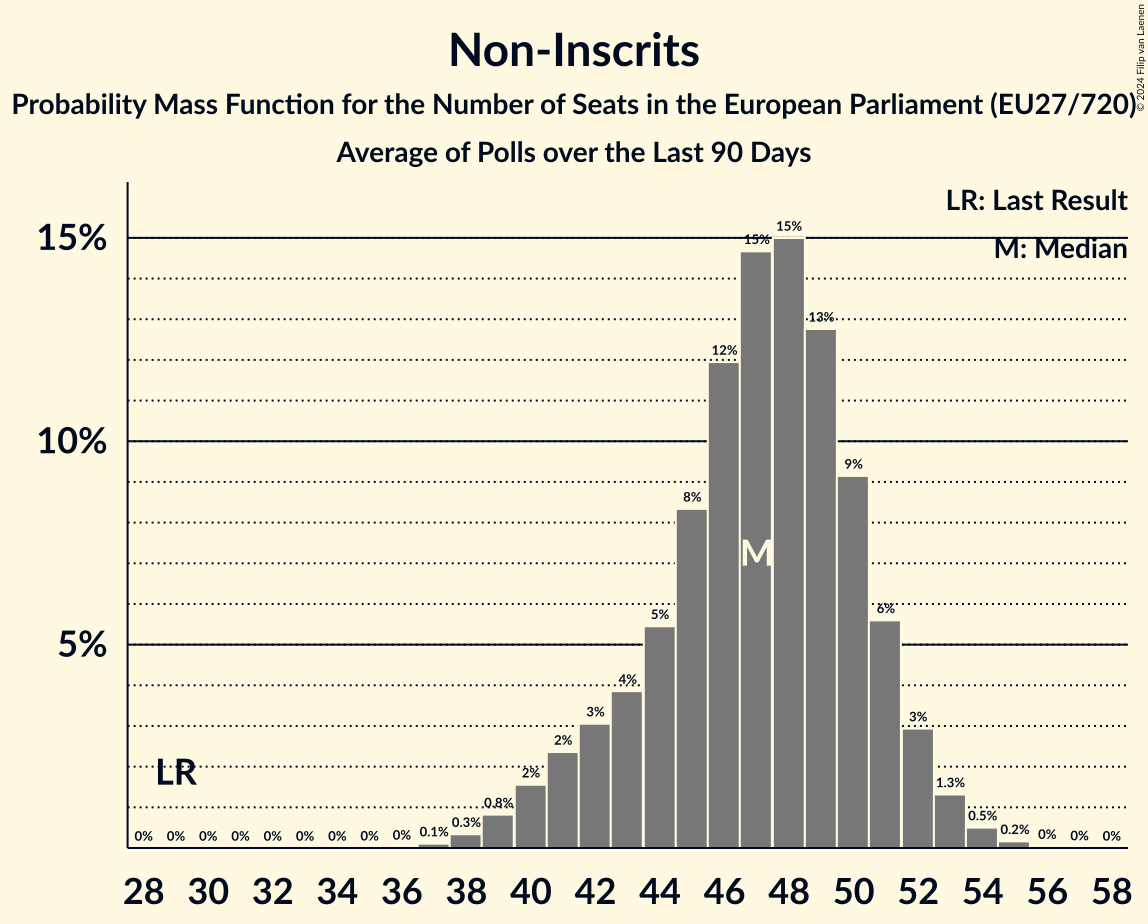 © 2024 Filip van Laenen
Non-Inscrits
Probability Mass Function for the Number of Seats in the European Parliament (EU27/720)
Average of Polls over the Last 90 Days
LR: Last Result
M: Median
15%
10%
5%
LR
M
0% 0% 0% 0% 0% 0% 0% 0% 0% 0.1% 0.3% 0.8% 2% 2% 3% 4% 5% 8% 12% 15% 15% 13% 9% 6% 3% 1.3% 0.5% 0.2% 0% 0% 0%
28 30 32 34 36 38 40 42 44 46 48 50 52 54 56 58